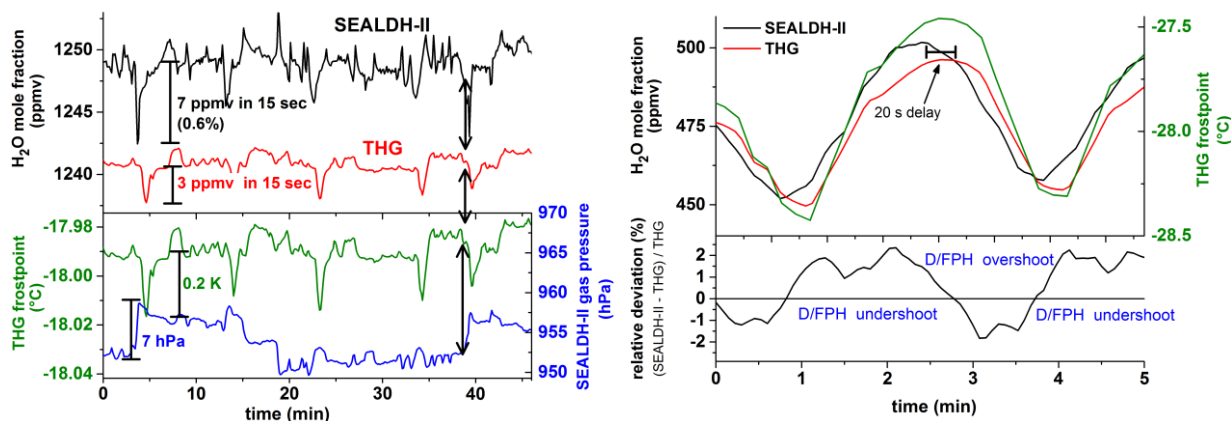 SEALDH-II
1250
1245
1240
H₂O mole fraction
(ppmv)
7 ppmv in 15 sec
(0.6%)
THG
3 ppmv in 15 sec
970
965
960
955
950
SEALDH-II gas pressure
(hPa)
-17.98
-18.00
-18.02
-18.04
THG frostpoint
(°C)
0.2 K
7 hPa
0 10 20 30 40
time (min)
SEALDH-II
THG
500
475
450
H₂O mole fraction
(ppmv)
20 s delay
-27.5
-28.0
-28.5
THG frostpoint
(°C)
2
1
0
-1
-2
relative deviation (%)
(SEALDH-II - THG) / THG
D/FPH overshoot
D/FPH undershoot
D/FPH undershoot
0 1 2 3 4 5
time (min)